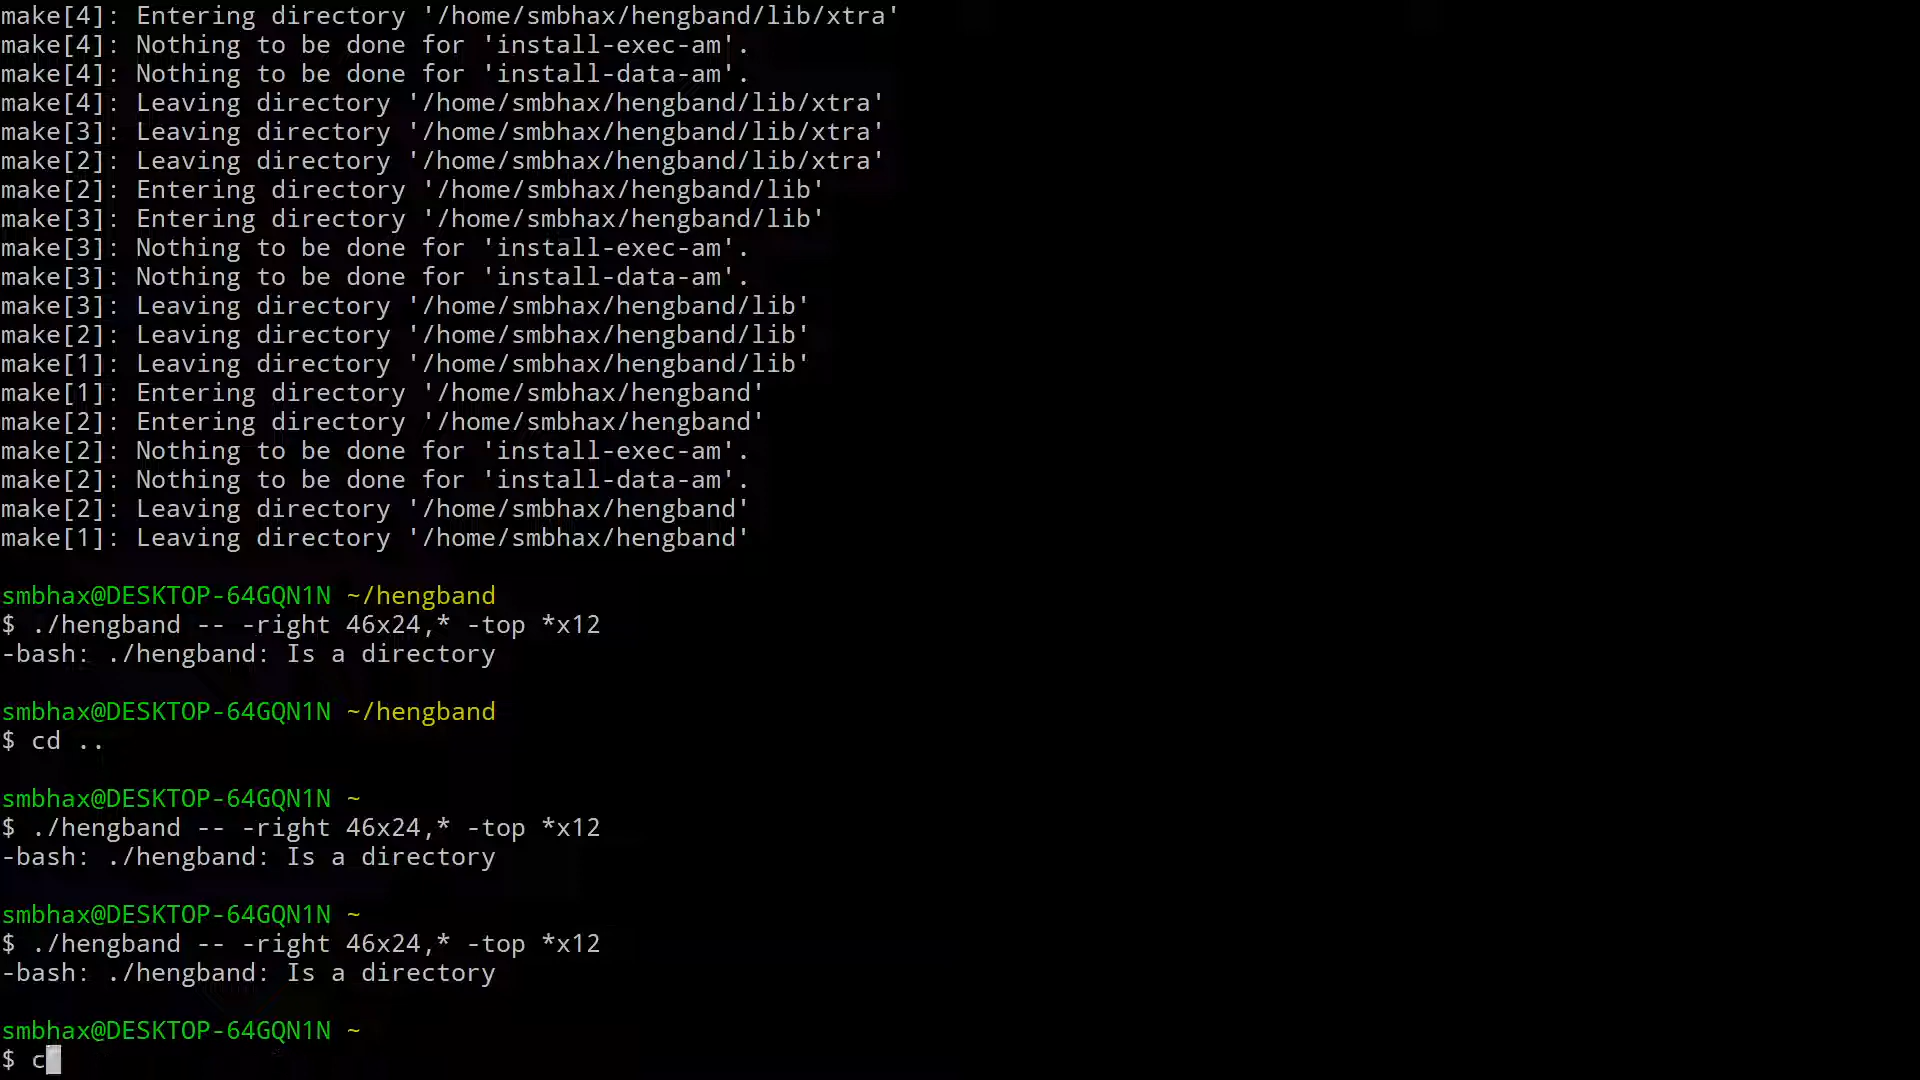 make[4]: Entering directory '/home/smbhax/hengband/lib/xtra'
make[4]: Nothing to be done for 'install-exec-am'.
make[4]: Nothing to be done for 'install-data-am'.
make[4]: Leaving directory '/home/smbhax/hengband/lib/xtra'
make[3]: Leaving directory '/home/smbhax/hengband/lib/xtra'
make[2]: Leaving directory '/home/smbhax/hengband/lib/xtra'
make[2]: Entering directory '/home/smbhax/hengband/lib'
make[3]: Entering directory '/home/smbhax/hengband/lib'
make[3]: Nothing to be done for 'install-exec-am'.
make[3]: Nothing to be done for 'install-data-am'.
make[3]: Leaving directory '/home/smbhax/hengband/lib'
make[2]: Leaving directory '/home/smbhax/hengband/lib'
make[1]: Leaving directory '/home/smbhax/hengband/lib'
make[1]: Entering directory '/home/smbhax/hengband'
make[2]: Entering directory '/home/smbhax/hengband'
make[2]: Nothing to be done for 'install-exec-am'.
make[2]: Nothing to be done for 'install-data-am'.
make[2]: Leaving directory '/home/smbhax/hengband'
make[1]: Leaving directory '/home/smbhax/hengband'
smbhax@DESKTOP-64GQN1N ~/hengband
$ ./hengband -- -right 46x24,* -top *x12
-bash: ./hengband: Is a directory
smbhax@DESKTOP-64GQN1N ~/hengband
$ cd ..
smbhax@DESKTOP-64GQN1N ~
$ ./hengband -- -right 46x24,* -top *x12
-bash: ./hengband: Is a directory
smbhax@DESKTOP-64GQN1N ~
$ ./hengband -- -right 46x24,* -top *x12
-bash: ./hengband: Is a directory
smbhax@DESKTOP-64GQN1N ~
$ c